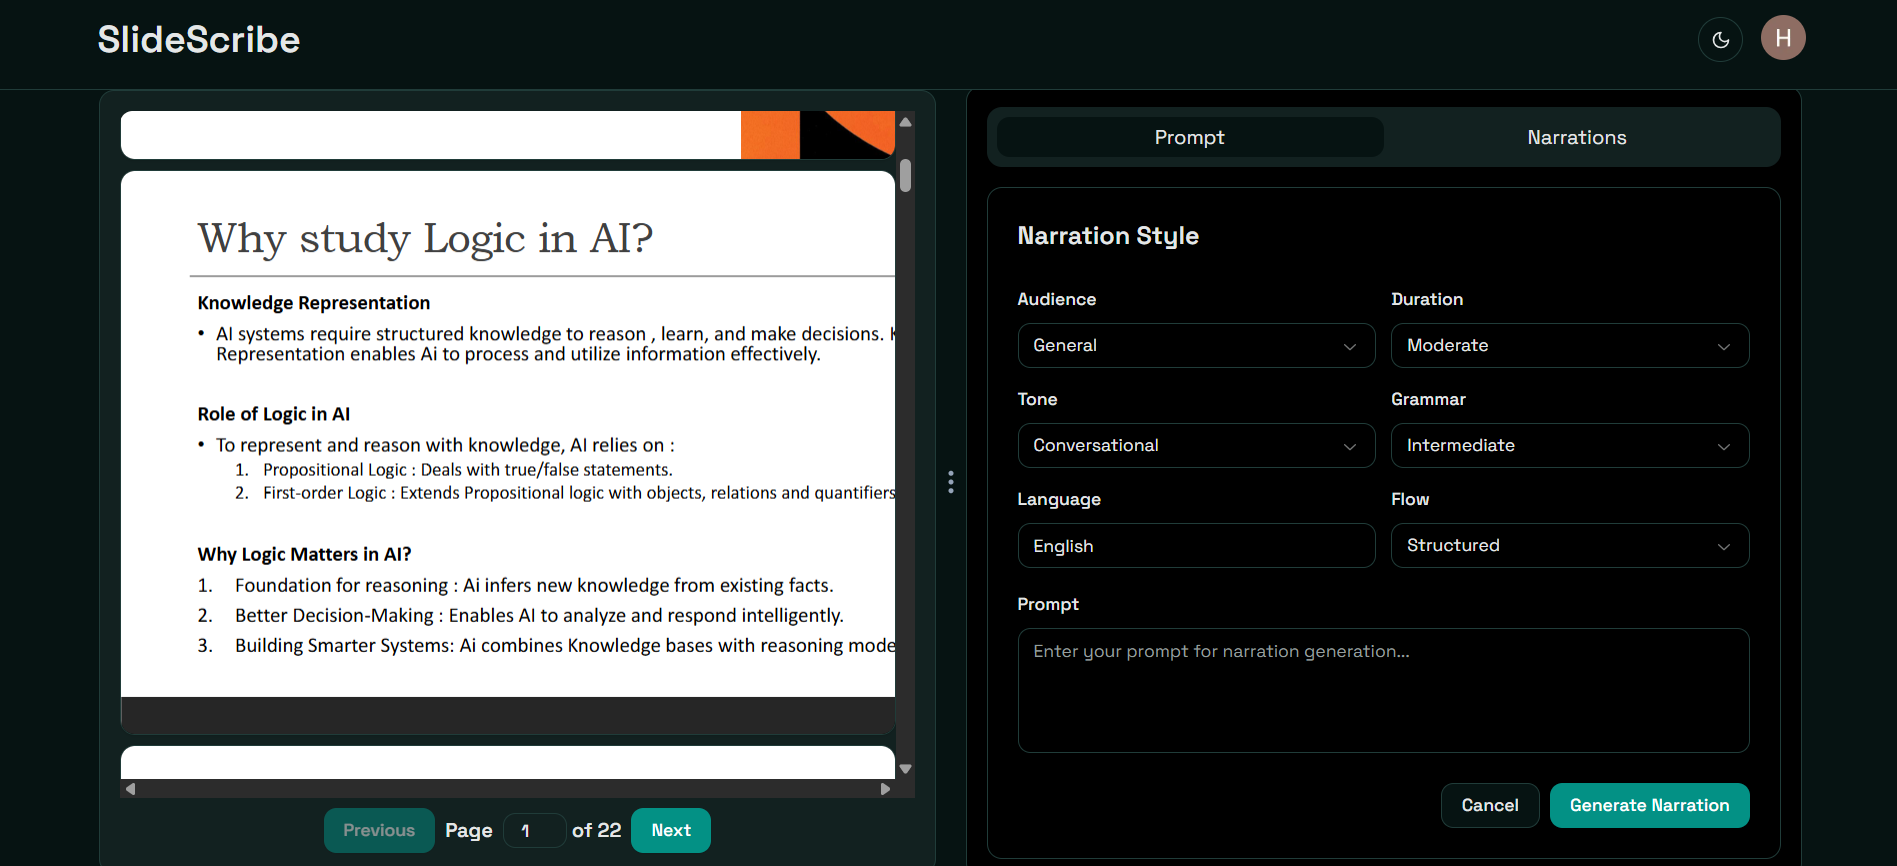 SlideScribe
H
Why study Logic in AI?
Knowledge Representation
• AI systems require structured knowledge to reason , learn, and make decisions.
Representation enables Ai to process and utilize information effectively.
Role of Logic in AI
• To represent and reason with knowledge, AI relies on :
1. Propositional Logic : Deals with true/false statements.
2. First-order Logic : Extends Propositional logic with objects, relations and quantifiers
Why Logic Matters in AI?
1. Foundation for reasoning : Ai infers new knowledge from existing facts.
2. Better Decision-Making : Enables AI to analyze and respond intelligently.
3. Building Smarter Systems: Ai combines Knowledge bases with reasoning mode
Previous Page 1 of 22 Next
Prompt Narrations
Narration Style
Audience Duration
General Moderate
Tone Grammar
Conversational Intermediate
Language Flow
English Structured
Prompt
Enter your prompt for narration generation...
Cancel Generate Narration